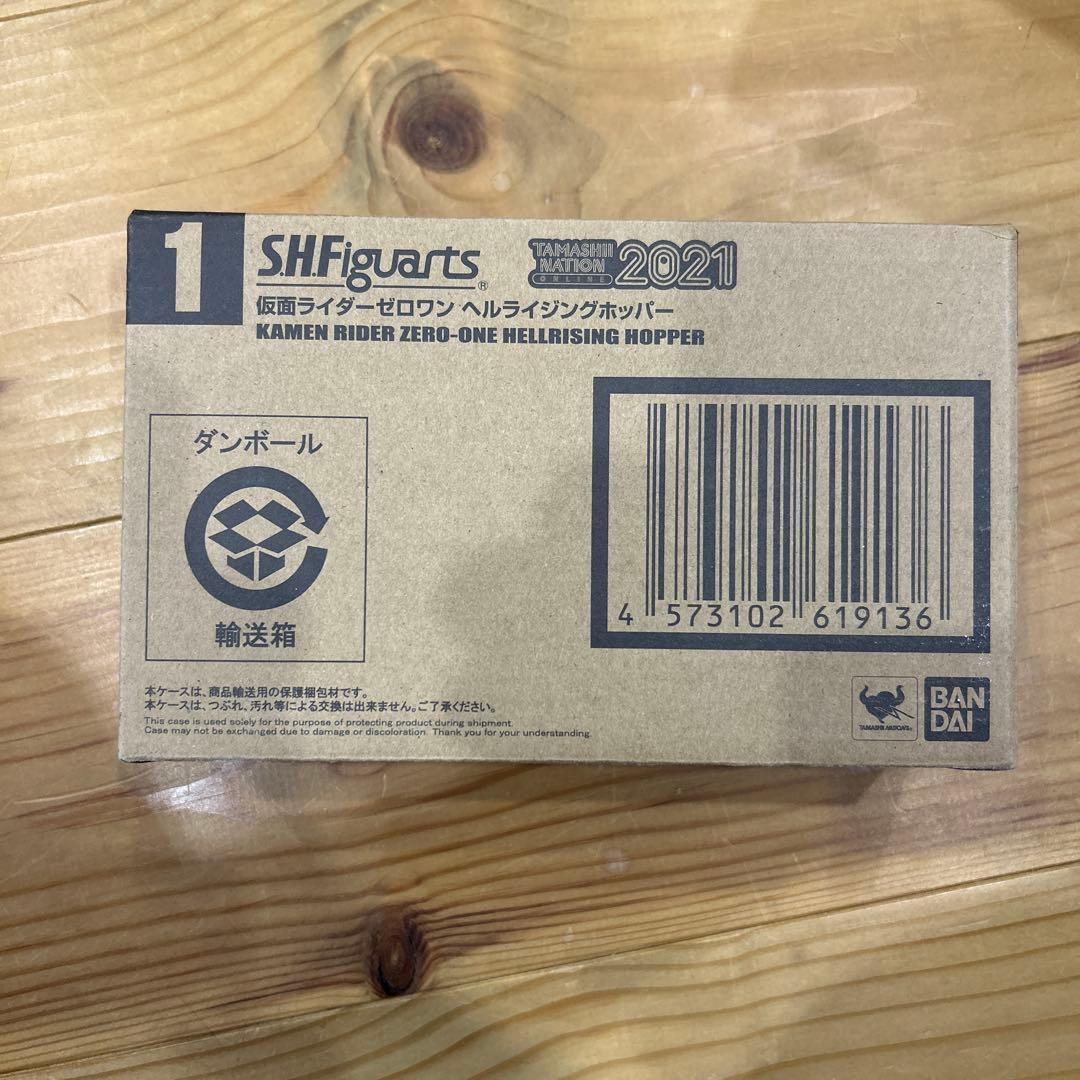 1
S.H.Figuarts®
TAMASHII NATION ONLINE 2021
仮面ライダーゼロワン ヘルライジングホッパー
KAMEN RIDER ZERO-ONE HELLRISING HOPPER
ダンボール
輸送箱
4 573102 619136
本ケースは、商品輸送用の保護梱包材です。
本ケースは、つぶれ、汚れ等による交換は出来ません。ご了承ください。
This case is used solely for the purpose of protecting product during shipment.
Case may not be exchanged due to damage or discoloration. Thank you for your understanding.
TAMASHII NATIONS
BAN
DAI